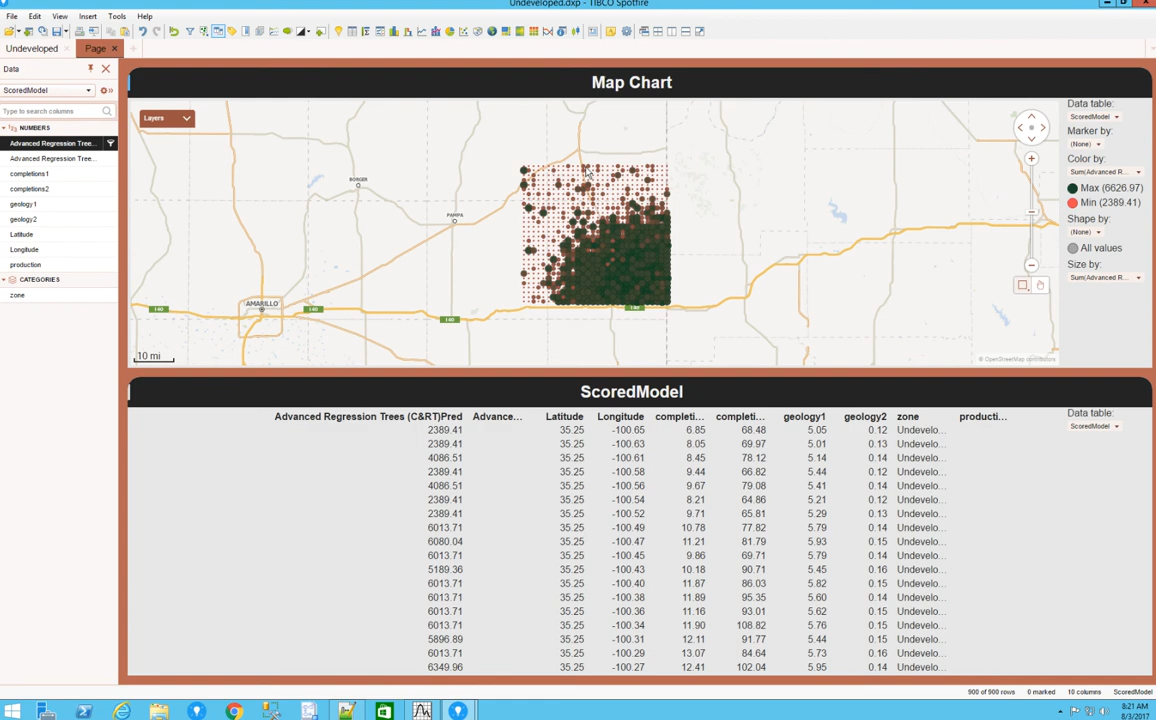 Undeveloped.dxp - TIBCO Spotfire
File Edit View Insert Tools Help
Undeveloped Page
Data
ScoredModel
Type to search columns
NUMBERS
Advanced Regression Tree...
Advanced Regression Tree...
completions1
completions2
geology1
geology2
Latitude
Longitude
production
CATEGORIES
zone
Map Chart
Layers
BORGER
PAMPA
AMARILLO
I 40
I 40
I 40
I 40
10 mi
© OpenStreetMap contributors
Data table:
ScoredModel
Marker by:
(None)
Color by:
Sum(Advanced R...
Max (6626.97)
Min (2389.41)
Shape by:
(None)
All values
Size by:
Sum(Advanced R...
ScoredModel
Advanced Regression Trees (C&RT)Pred Advance... Latitude Longitude completi... completi... geology1 geology2 zone producti...
2389.41 35.25 -100.65 6.85 68.48 5.05 0.12 Undevelo...
2389.41 35.25 -100.63 8.05 69.97 5.01 0.13 Undevelo...
4086.51 35.25 -100.61 8.45 78.12 5.14 0.14 Undevelo...
2389.41 35.25 -100.58 9.44 66.82 5.44 0.12 Undevelo...
4086.51 35.25 -100.56 9.67 79.08 5.41 0.14 Undevelo...
2389.41 35.25 -100.54 8.21 64.86 5.21 0.12 Undevelo...
2389.41 35.25 -100.52 9.71 65.81 5.29 0.13 Undevelo...
6013.71 35.25 -100.49 10.78 77.82 5.79 0.14 Undevelo...
6080.04 35.25 -100.47 11.21 81.79 5.93 0.15 Undevelo...
6013.71 35.25 -100.45 9.86 69.71 5.79 0.14 Undevelo...
5189.36 35.25 -100.43 10.18 90.71 5.45 0.16 Undevelo...
6013.71 35.25 -100.40 11.87 86.03 5.82 0.15 Undevelo...
6013.71 35.25 -100.38 11.89 95.35 5.60 0.14 Undevelo...
6013.71 35.25 -100.36 11.16 93.01 5.62 0.15 Undevelo...
6013.71 35.25 -100.34 11.90 108.82 5.76 0.15 Undevelo...
5896.89 35.25 -100.31 12.11 91.77 5.44 0.15 Undevelo...
6013.71 35.25 -100.29 13.07 84.64 5.73 0.16 Undevelo...
6349.96 35.25 -100.27 12.41 102.04 5.95 0.14 Undevelo...
Data table:
ScoredModel
900 of 900 rows 0 marked 10 columns ScoredModel
8:21 AM
8/3/2017